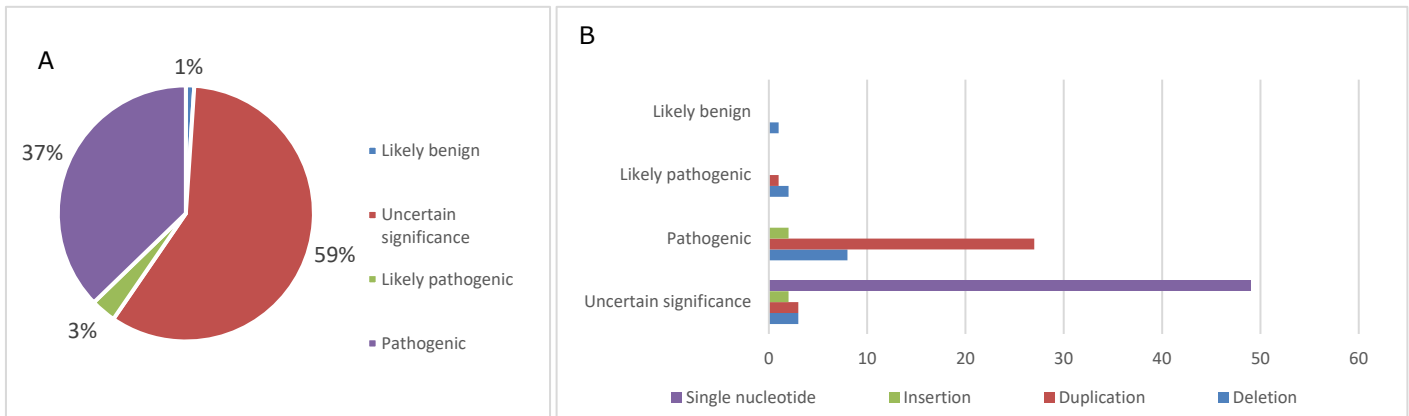 A
1%
37%
59%
3%
Likely benign
Uncertain
significance
Likely pathogenic
Pathogenic
B
Likely benign
Likely pathogenic
Pathogenic
Uncertain significance
0 10 20 30 40 50 60
Single nucleotide Insertion Duplication Deletion